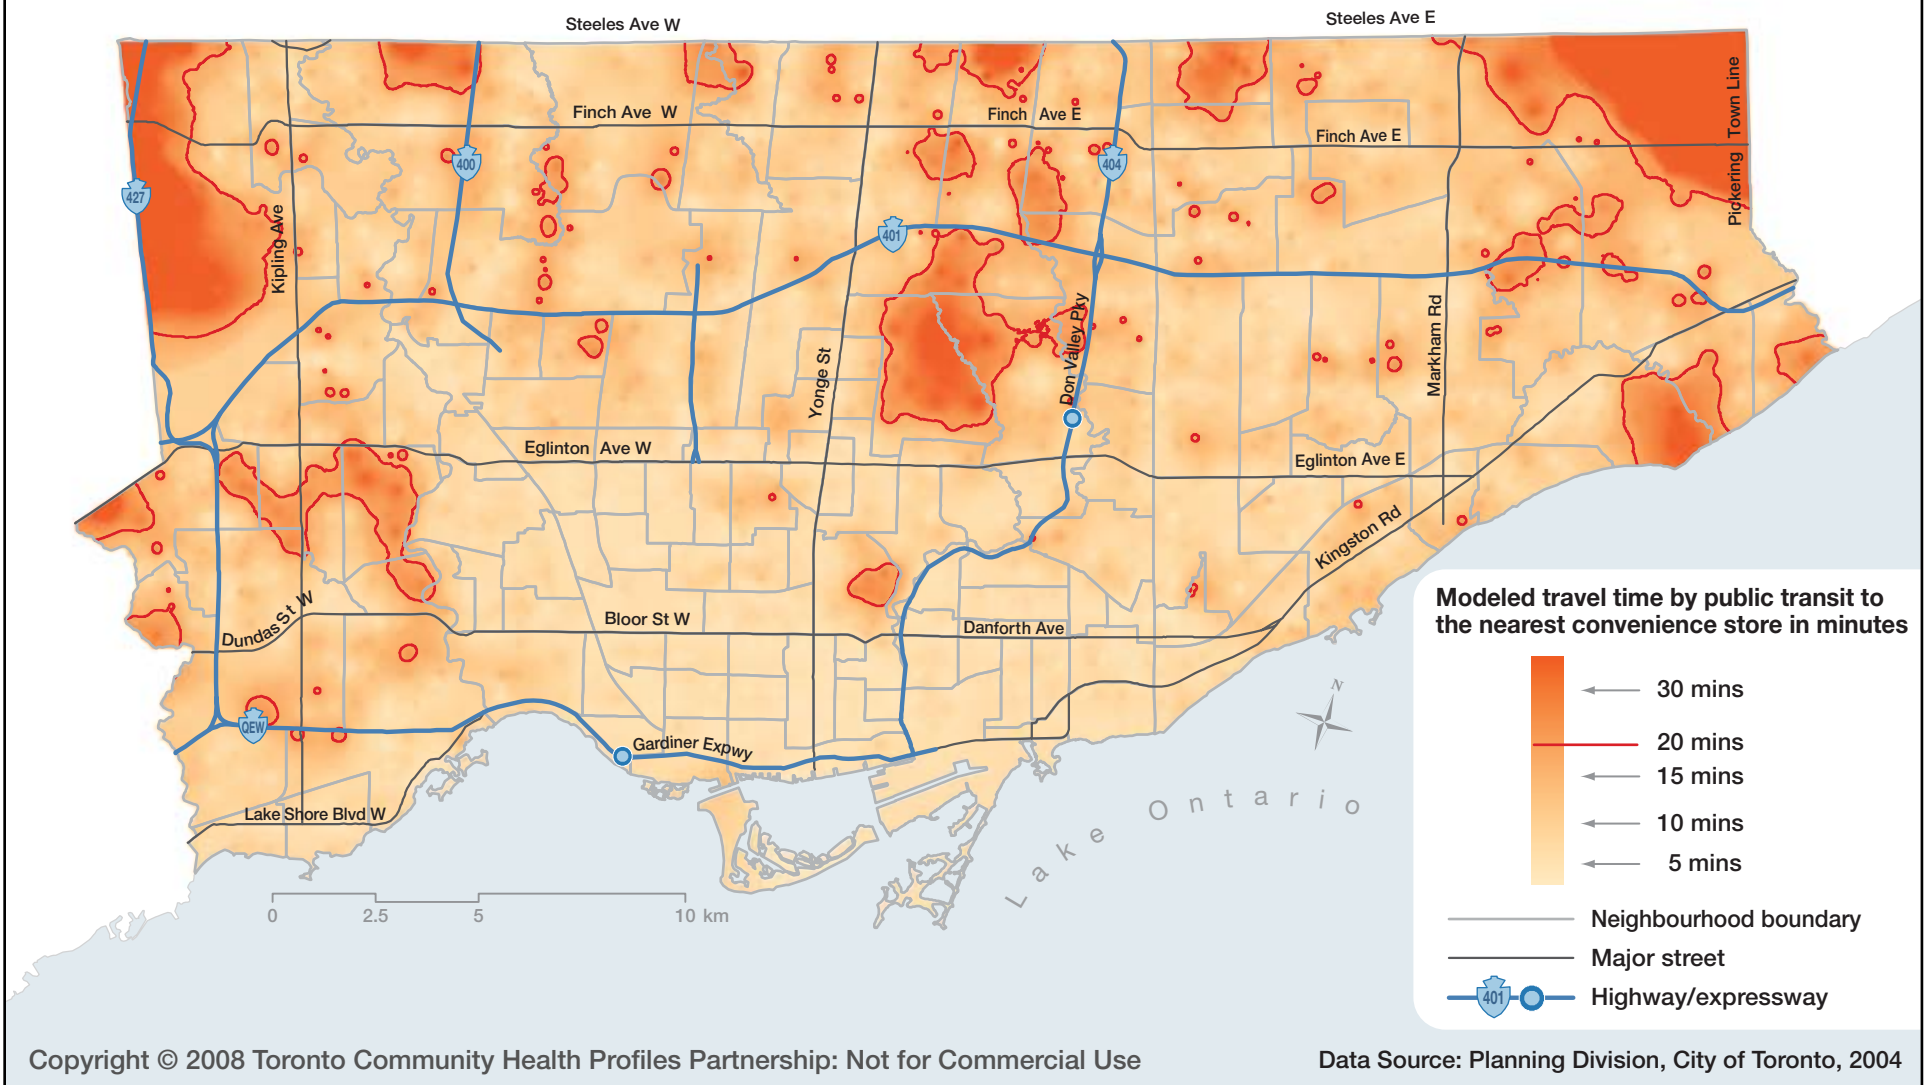 Steeles Ave W
Steeles Ave E
Finch Ave W
Finch Ave E
Finch Ave E
Pickering Town Line
400
404
427
401
Kipling Ave
Yonge St
Don Valley Pky
Markham Rd
Eglinton Ave W
Eglinton Ave E
Kingston Rd
Dundas St W
Bloor St W
Danforth Ave
QEW
Gardiner Expwy
Lake Shore Blvd W
Lake Ontario
N
0 2.5 5 10 km
Modeled travel time by public transit to
the nearest convenience store in minutes
30 mins
20 mins
15 mins
10 mins
5 mins
Neighbourhood boundary
Major street
401 Highway/expressway
Copyright © 2008 Toronto Community Health Profiles Partnership: Not for Commercial Use
Data Source: Planning Division, City of Toronto, 2004